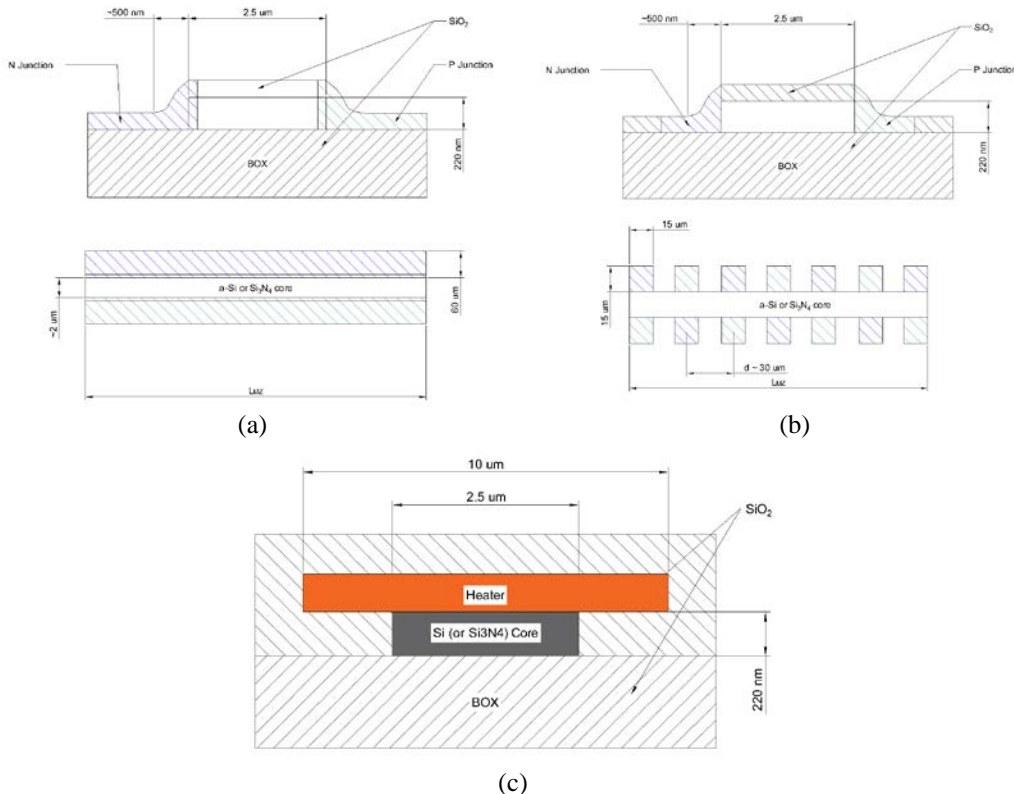 ~500 nm
2.5 um
SiO2
N Junction
P Junction
220 nm
BOX
a-Si or Si3N4 core
~2 um
60 um
Luz
(a)
~500 nm
2.5 um
SiO2
N Junction
P Junction
220 nm
BOX
15 um
15 um
a-Si or Si3N4 core
d ~ 30 um
Luz
(b)
10 um
2.5 um
SiO2
Heater
Si (or Si3N4) Core
220 nm
BOX
(c)